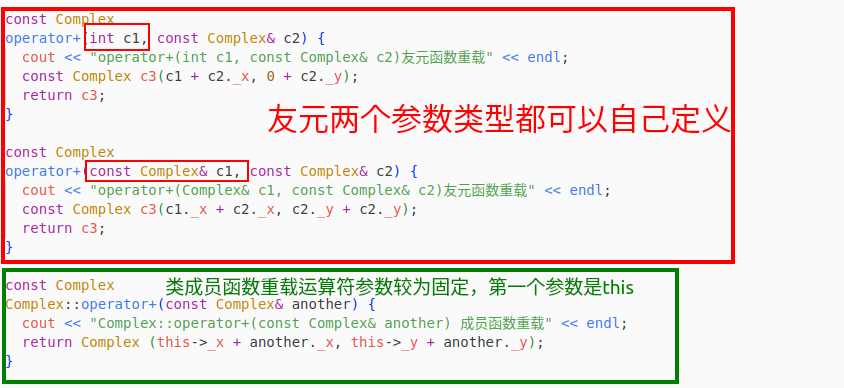 const Complex
operator+(int c1, const Complex& c2) {
  cout << "operator+(int c1, const Complex& c2)友元函数重载" << endl;
  const Complex c3(c1 + c2._x, 0 + c2._y);
  return c3;
}
友元两个参数类型都可以自己定义
const Complex
operator+(const Complex& c1, const Complex& c2) {
  cout << "operator+(Complex& c1, const Complex& c2)友元函数重载" << endl;
  const Complex c3(c1._x + c2._x, c2._y + c2._y);
  return c3;
}
const Complex
类成员函数重载运算符参数较为固定，第一个参数是this
Complex::operator+(const Complex& another) {
  cout << "Complex::operator+(const Complex& another) 成员函数重载" << endl;
  return Complex (this->_x + another._x, this->_y + another._y);
}